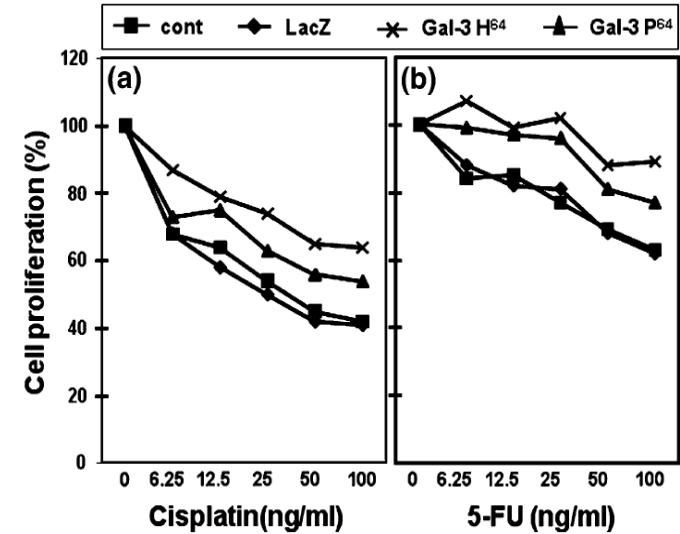 cont LacZ Gal-3 H64 Gal-3 P64
(a) (b)
Cell proliferation (%)
120
100
80
60
40
20
0
0 6.25 12.5 25 50 100
0 6.25 12.5 25 50 100
Cisplatin(ng/ml)
5-FU (ng/ml)